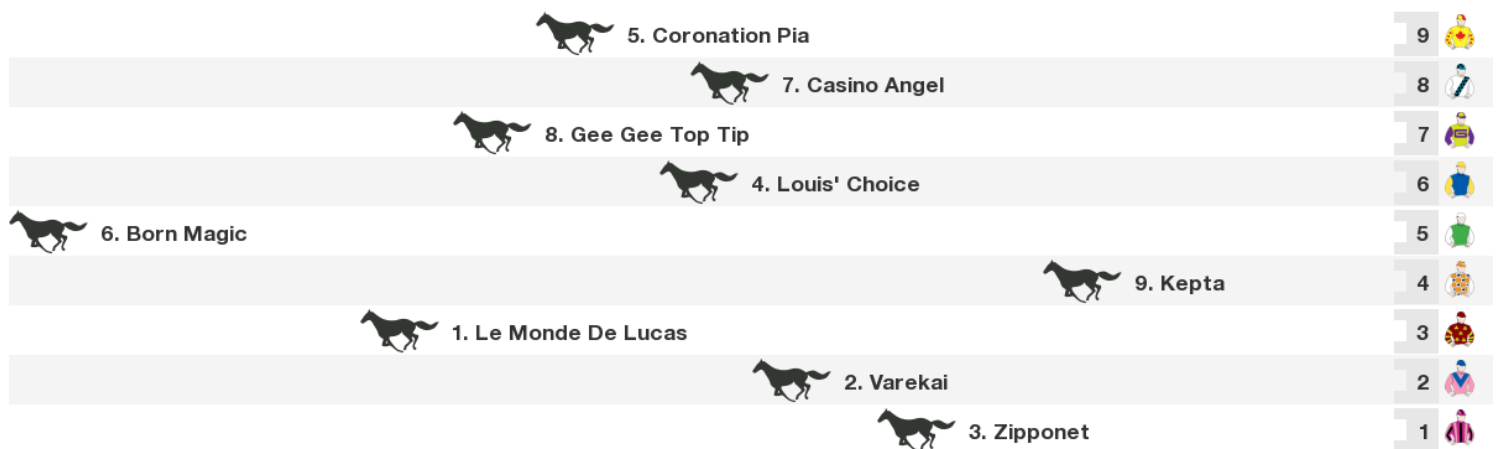 5. Coronation Pia 9
7. Casino Angel 8
8. Gee Gee Top Tip 7
4. Louis' Choice 6
6. Born Magic 5
9. Kepta 4
1. Le Monde De Lucas 3
2. Varekai 2
3. Zipponet 1